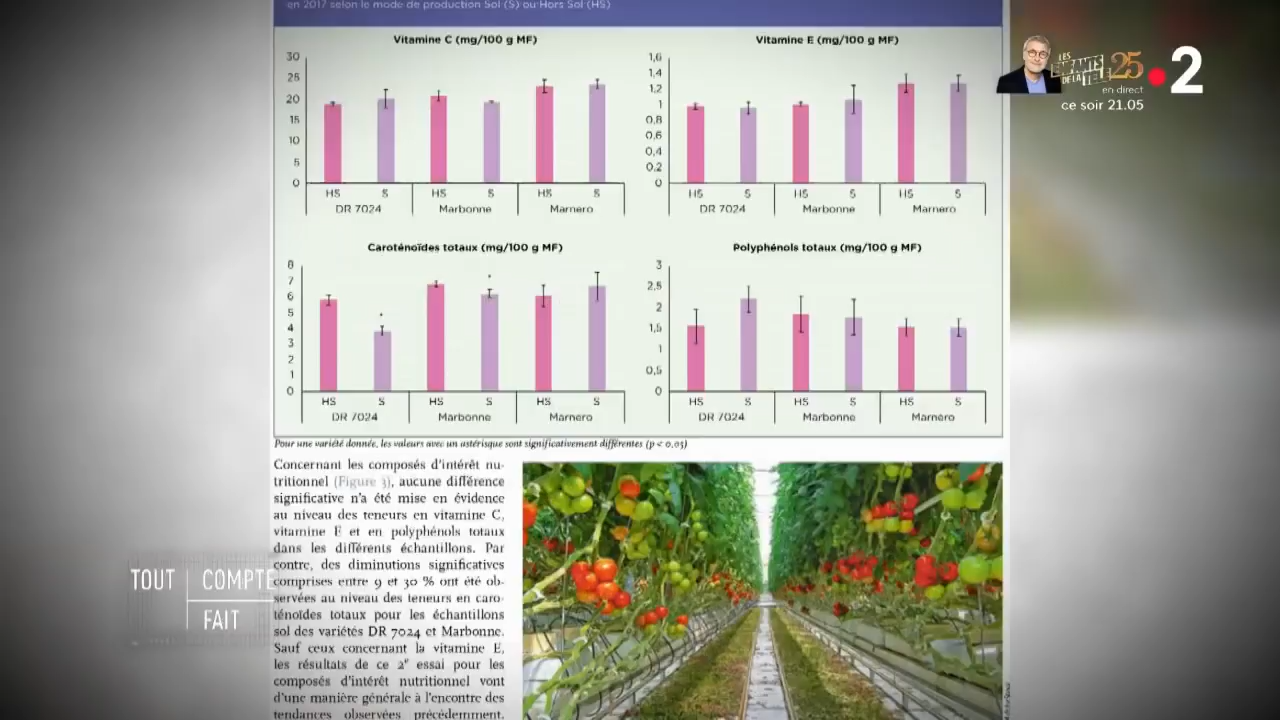 en 2017 selon le mode de production Sol (S) ou Hors Sol (HS)
Vitamine C (mg/100 g MF)
30
25
20
15
10
5
0
HS S HS S HS S
DR 7024 Marbonne Marnero
Vitamine E (mg/100 g MF)
1,6
1,4
1,2
1
0,8
0,6
0,4
0,2
0
HS S HS S HS S
DR 7024 Marbonne Marnero
Caroténoïdes totaux (mg/100 g MF)
8
7
6
5
4
3
2
1
0
* *
HS S HS S HS S
DR 7024 Marbonne Marnero
Polyphénols totaux (mg/100 g MF)
3
2,5
2
1,5
1
0,5
0
HS S HS S HS S
DR 7024 Marbonne Marnero
Pour une variété donnée, les valeurs avec un astérisque sont significativement différentes (p < 0,05)
Concernant les composés d'intérêt nu-
tritionnel (Figure 3), aucune différence
significative n'a été mise en évidence
au niveau des teneurs en vitamine C,
vitamine E et en polyphénols totaux
dans les différents échantillons. Par
contre, des diminutions significatives
comprises entre 9 et 30 % ont été ob-
servées au niveau des teneurs en caro-
ténoïdes totaux pour les échantillons
sol des variétés DR 7024 et Marbonne.
Sauf ceux concernant la vitamine E,
les résultats de ce 2e essai pour les
composés d'intérêt nutritionnel vont
d'une manière générale à l'encontre des
tendances observées précédemment.
TOUT COMPTE
FAIT
LES
ENFANTS
DE LA TÉLÉ
25
en direct
ce soir 21.05
2